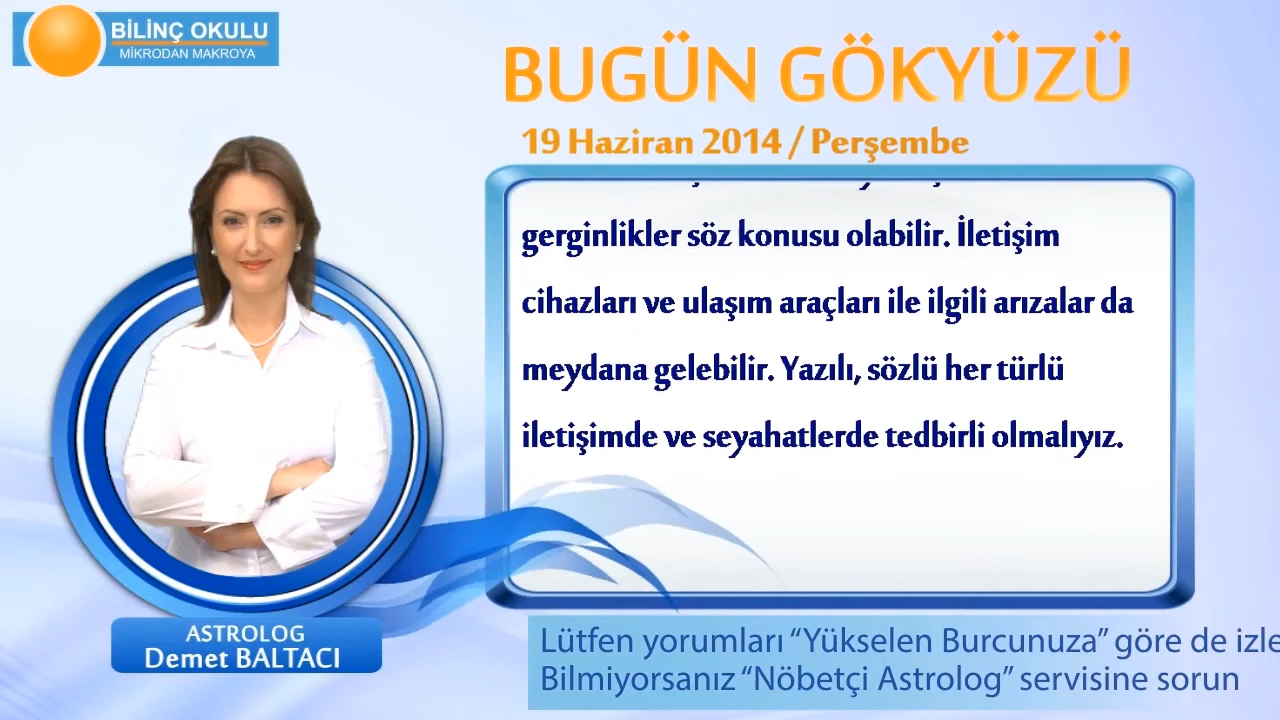 BİLİNÇ OKULU
MİKRODAN MAKROYA
BUGÜN GÖKYÜZÜ
19 Haziran 2014 / Perşembe
gerginlikler söz konusu olabilir. İletişim
cihazları ve ulaşım araçları ile ilgili arızalar da
meydana gelebilir. Yazılı, sözlü her türlü
iletişimde ve seyahatlerde tedbirli olmalıyız.
ASTROLOG
Demet BALTACI
Lütfen yorumları “Yükselen Burcunuza” göre de izle
Bilmiyorsanız “Nöbetçi Astrolog” servisine sorun